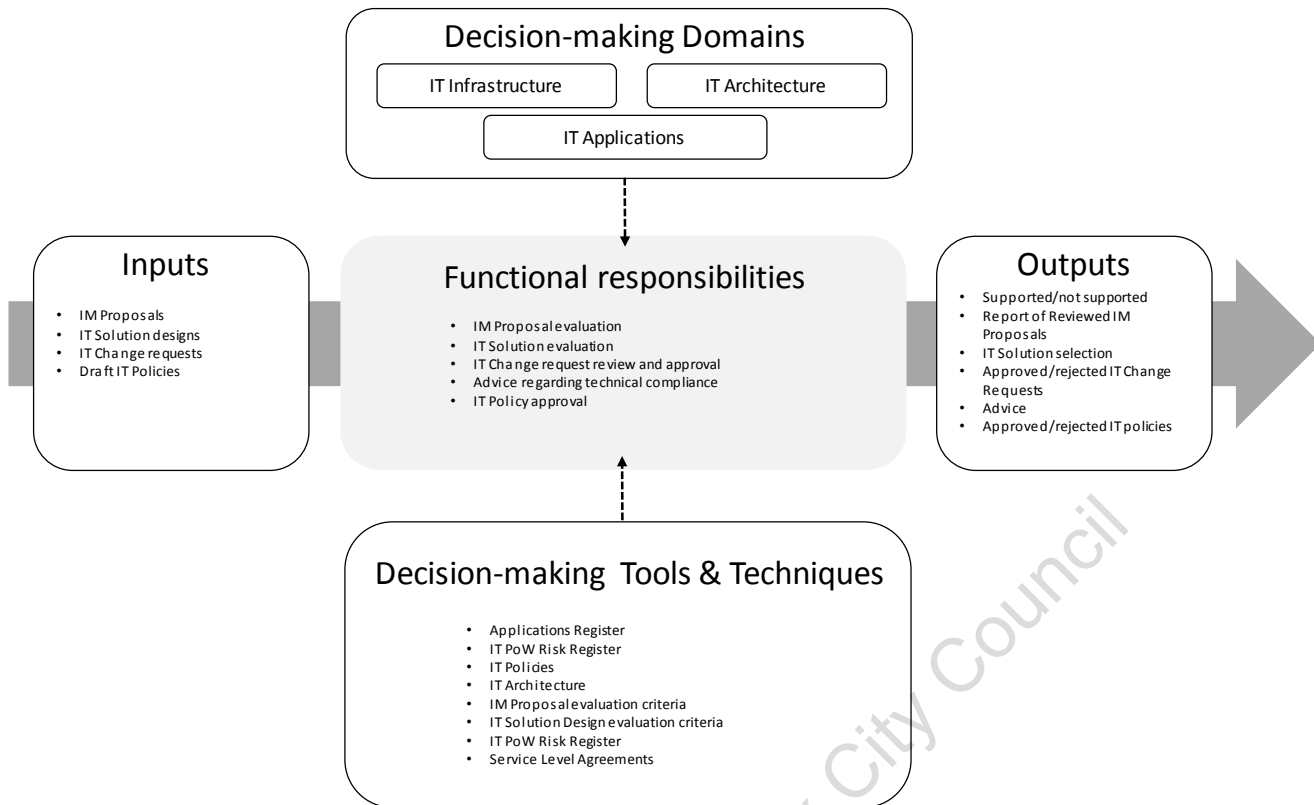 Decision-making Domains
IT Infrastructure
IT Architecture
IT Applications
Inputs
• IM Proposals
• IT Solution designs
• IT Change requests
• Draft IT Policies
Functional responsibilities
• IM Proposal evaluation
• IT Solution evaluation
• IT Change request review and approval
• Advice regarding technical compliance
• IT Policy approval
Outputs
• Supported/not supported
• Report of Reviewed IM
Proposals
• IT Solution selection
• Approved/rejected IT Change
Requests
• Advice
• Approved/rejected IT policies
Decision-making Tools & Techniques
• Applications Register
• IT PoW Risk Register
• IT Policies
• IT Architecture
• IM Proposal evaluation criteria
• IT Solution Design evaluation criteria
• IT PoW Risk Register
• Service Level Agreements
City Council